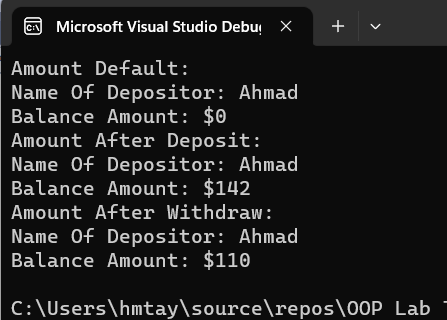 Microsoft Visual Studio Debug
Amount Default:
Name Of Depositor: Ahmad
Balance Amount: $0
Amount After Deposit:
Name Of Depositor: Ahmad
Balance Amount: $142
Amount After Withdraw:
Name Of Depositor: Ahmad
Balance Amount: $110
C:\Users\hmtay\source\repos\OOP Lab